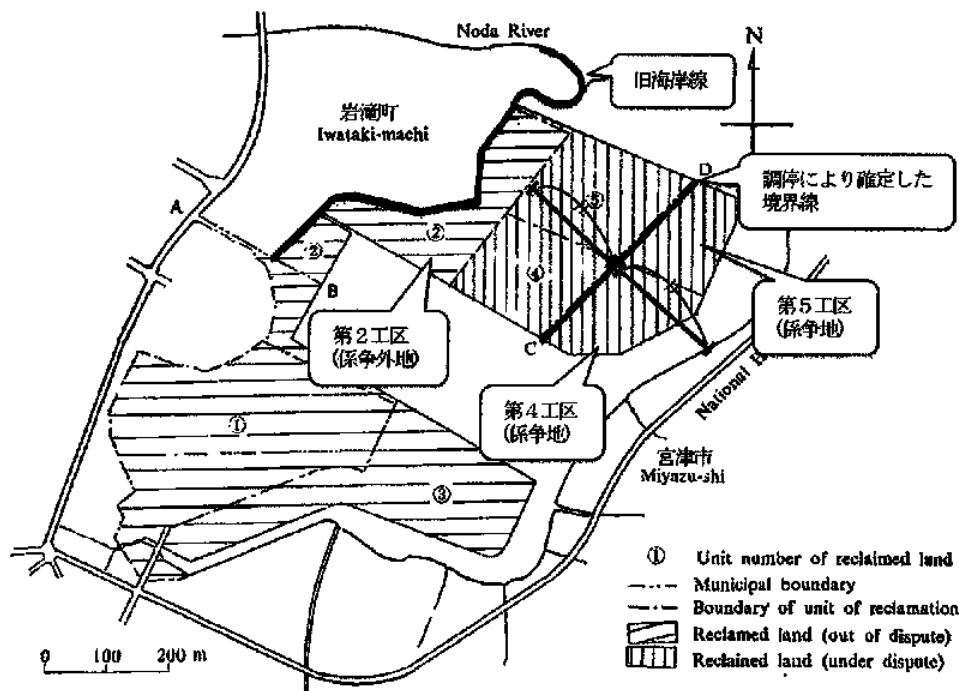 Noda River
N
旧海岸線
岩滝町
Iwataki-machi
D
調停により確定した
境界線
A
⑤
②
②
④
B
第2工区
(係争外地)
C
第5工区
(係争地)
第4工区
(係争地)
National H
①
宮津市
Miyazu-shi
③
① Unit number of reclaimed land
Municipal boundary
Boundary of unit of reclamation
Reclamed land (out of dispute)
Reclained land (under dispute)
0 100 200 m